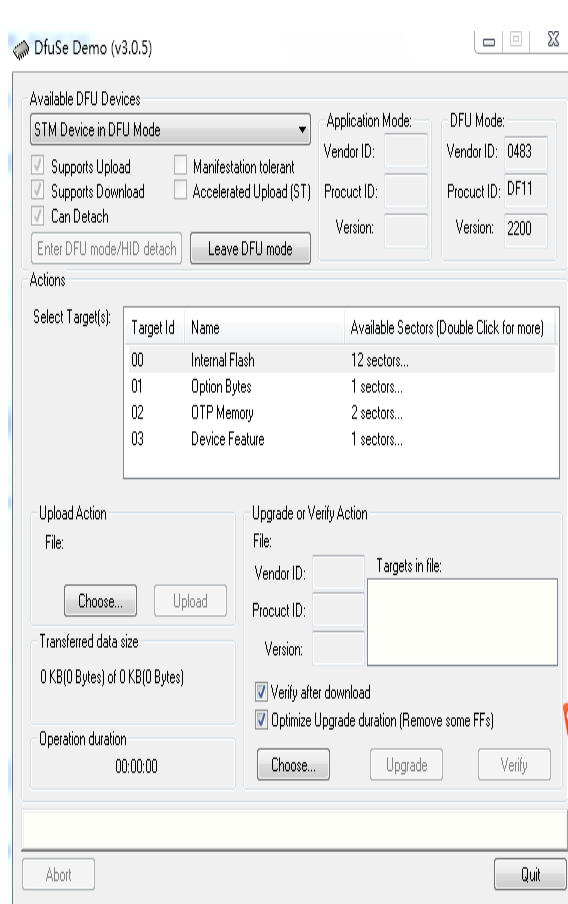 DfuSe Demo (v3.0.5)
Available DFU Devices
STM Device in DFU Mode
Supports Upload
Manifestation tolerant
Supports Download
Accelerated Upload (ST)
Can Detach
Enter DFU mode/HID detach
Leave DFU mode
Application Mode:
Vendor ID:
Procuct ID:
Version:
DFU Mode:
Vendor ID: 0483
Procuct ID: DF11
Version: 2200
Actions
Select Target(s):
Target Id Name Available Sectors (Double Click for more)
00 Internal Flash 12 sectors...
01 Option Bytes 1 sectors...
02 OTP Memory 2 sectors...
03 Device Feature 1 sectors...
Upload Action
File:
Choose... Upload
Transferred data size
0 KB(0 Bytes) of 0 KB(0 Bytes)
Operation duration
00:00:00
Upgrade or Verify Action
File:
Vendor ID:
Procuct ID:
Version:
Targets in file:
Verify after download
Optimize Upgrade duration (Remove some FFs)
Choose... Upgrade Verify
Abort Quit